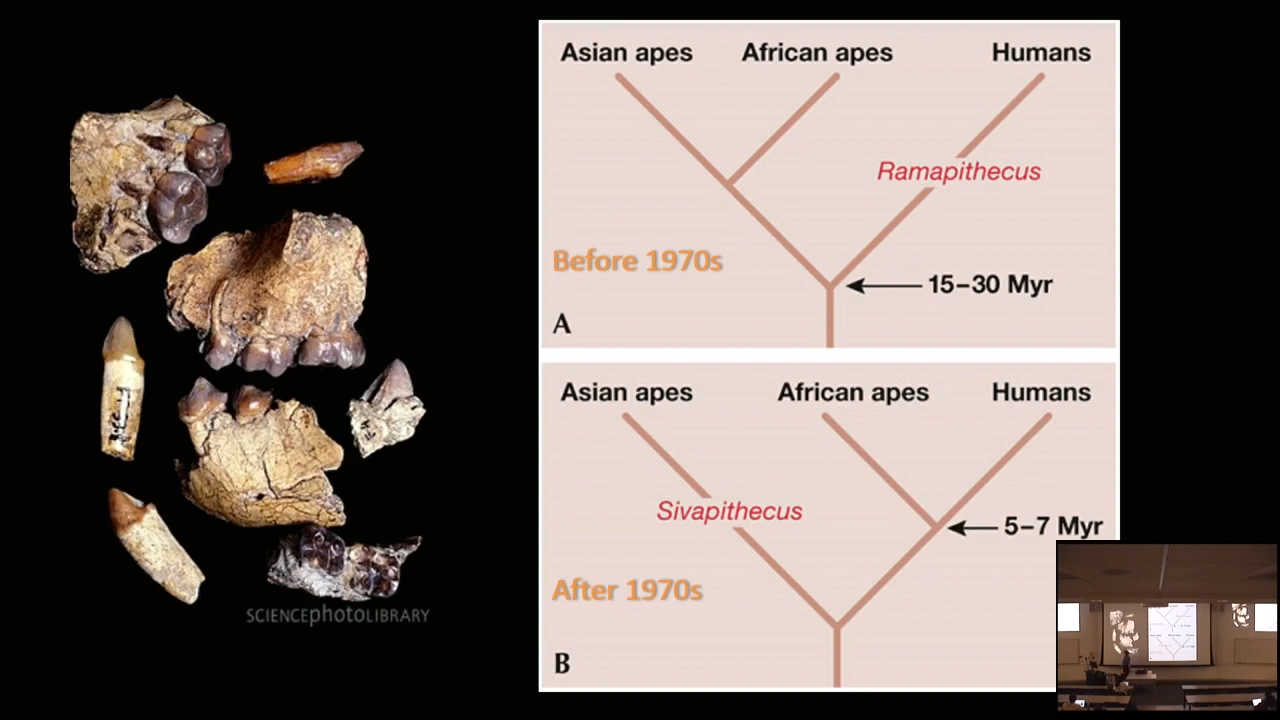 Asian apes African apes Humans
Ramapithecus
Before 1970s
15–30 Myr
A
Asian apes African apes Humans
Sivapithecus
5–7 Myr
After 1970s
B
SCIENCEphotoLIBRARY